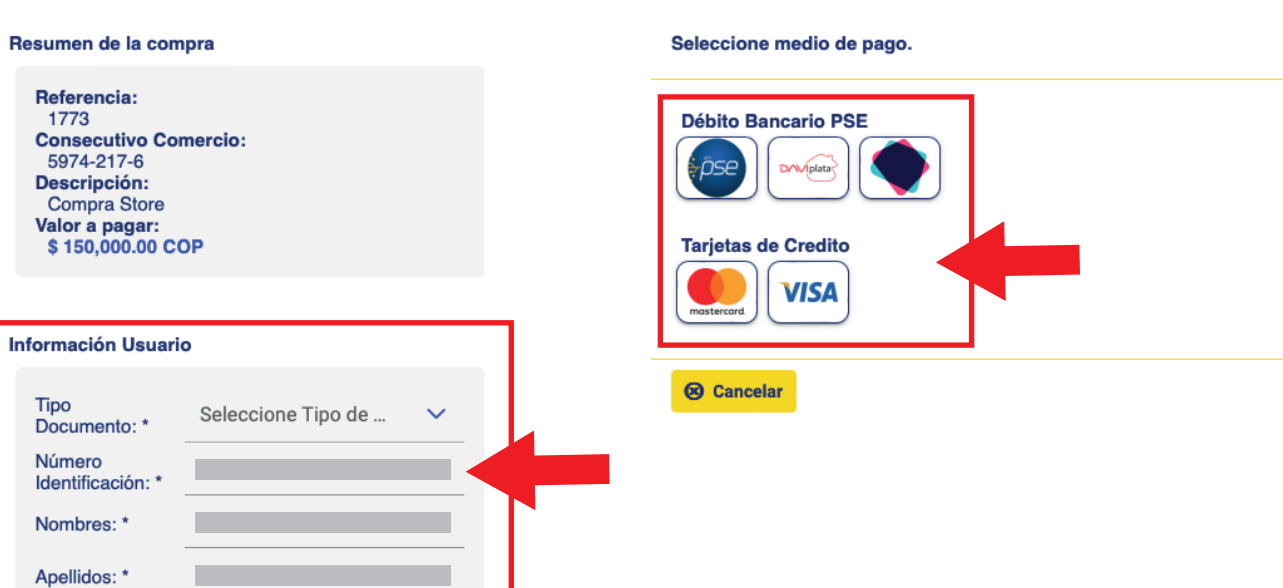 Resumen de la compra
Referencia:
1773
Consecutivo Comercio:
5974-217-6
Descripción:
Compra Store
Valor a pagar:
$ 150,000.00 COP
Información Usuario
Tipo
Documento: *
Seleccione Tipo de ...
Número
Identificación: *
Nombres: *
Apellidos: *
Seleccione medio de pago.
Débito Bancario PSE
pse
DAVIplata
Tarjetas de Credito
mastercard.
VISA
Cancelar